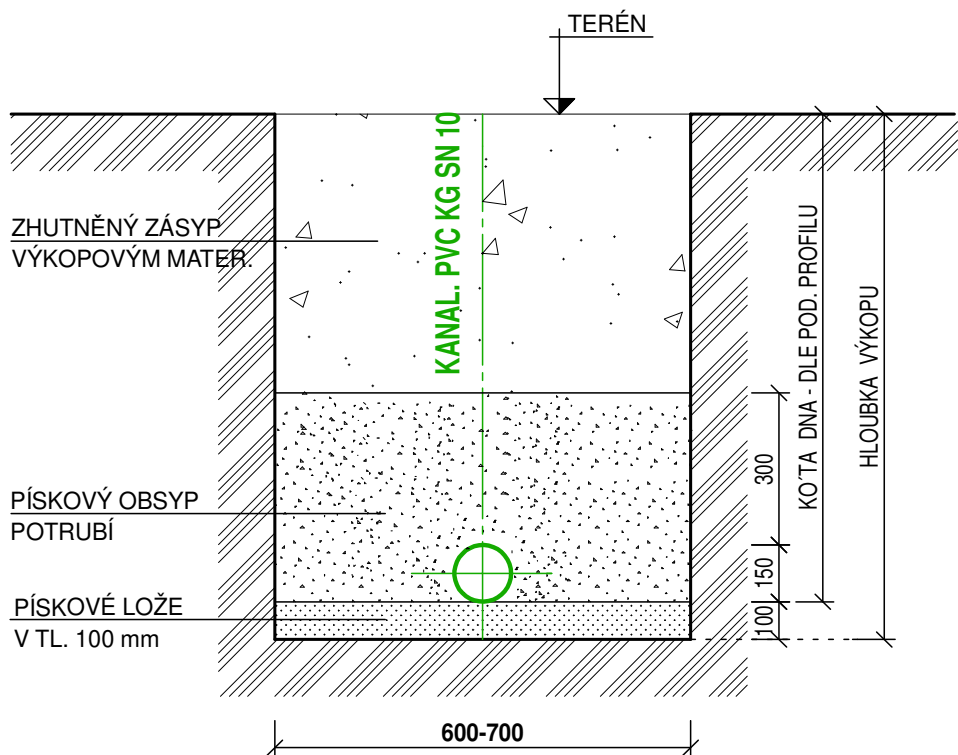 TERÉN
KANAL. PVC KG SN 10
ZHUTNĚNÝ ZÁSYP
VÝKOPOVÝM MATER.
PÍSKOVÝ OBSYP
POTRUBÍ
PÍSKOVÉ LOŽE
V TL. 100 mm
300
150
100
KÓTA DNA - DLE POD. PROFILU
HLOUBKA VÝKOPU
600-700